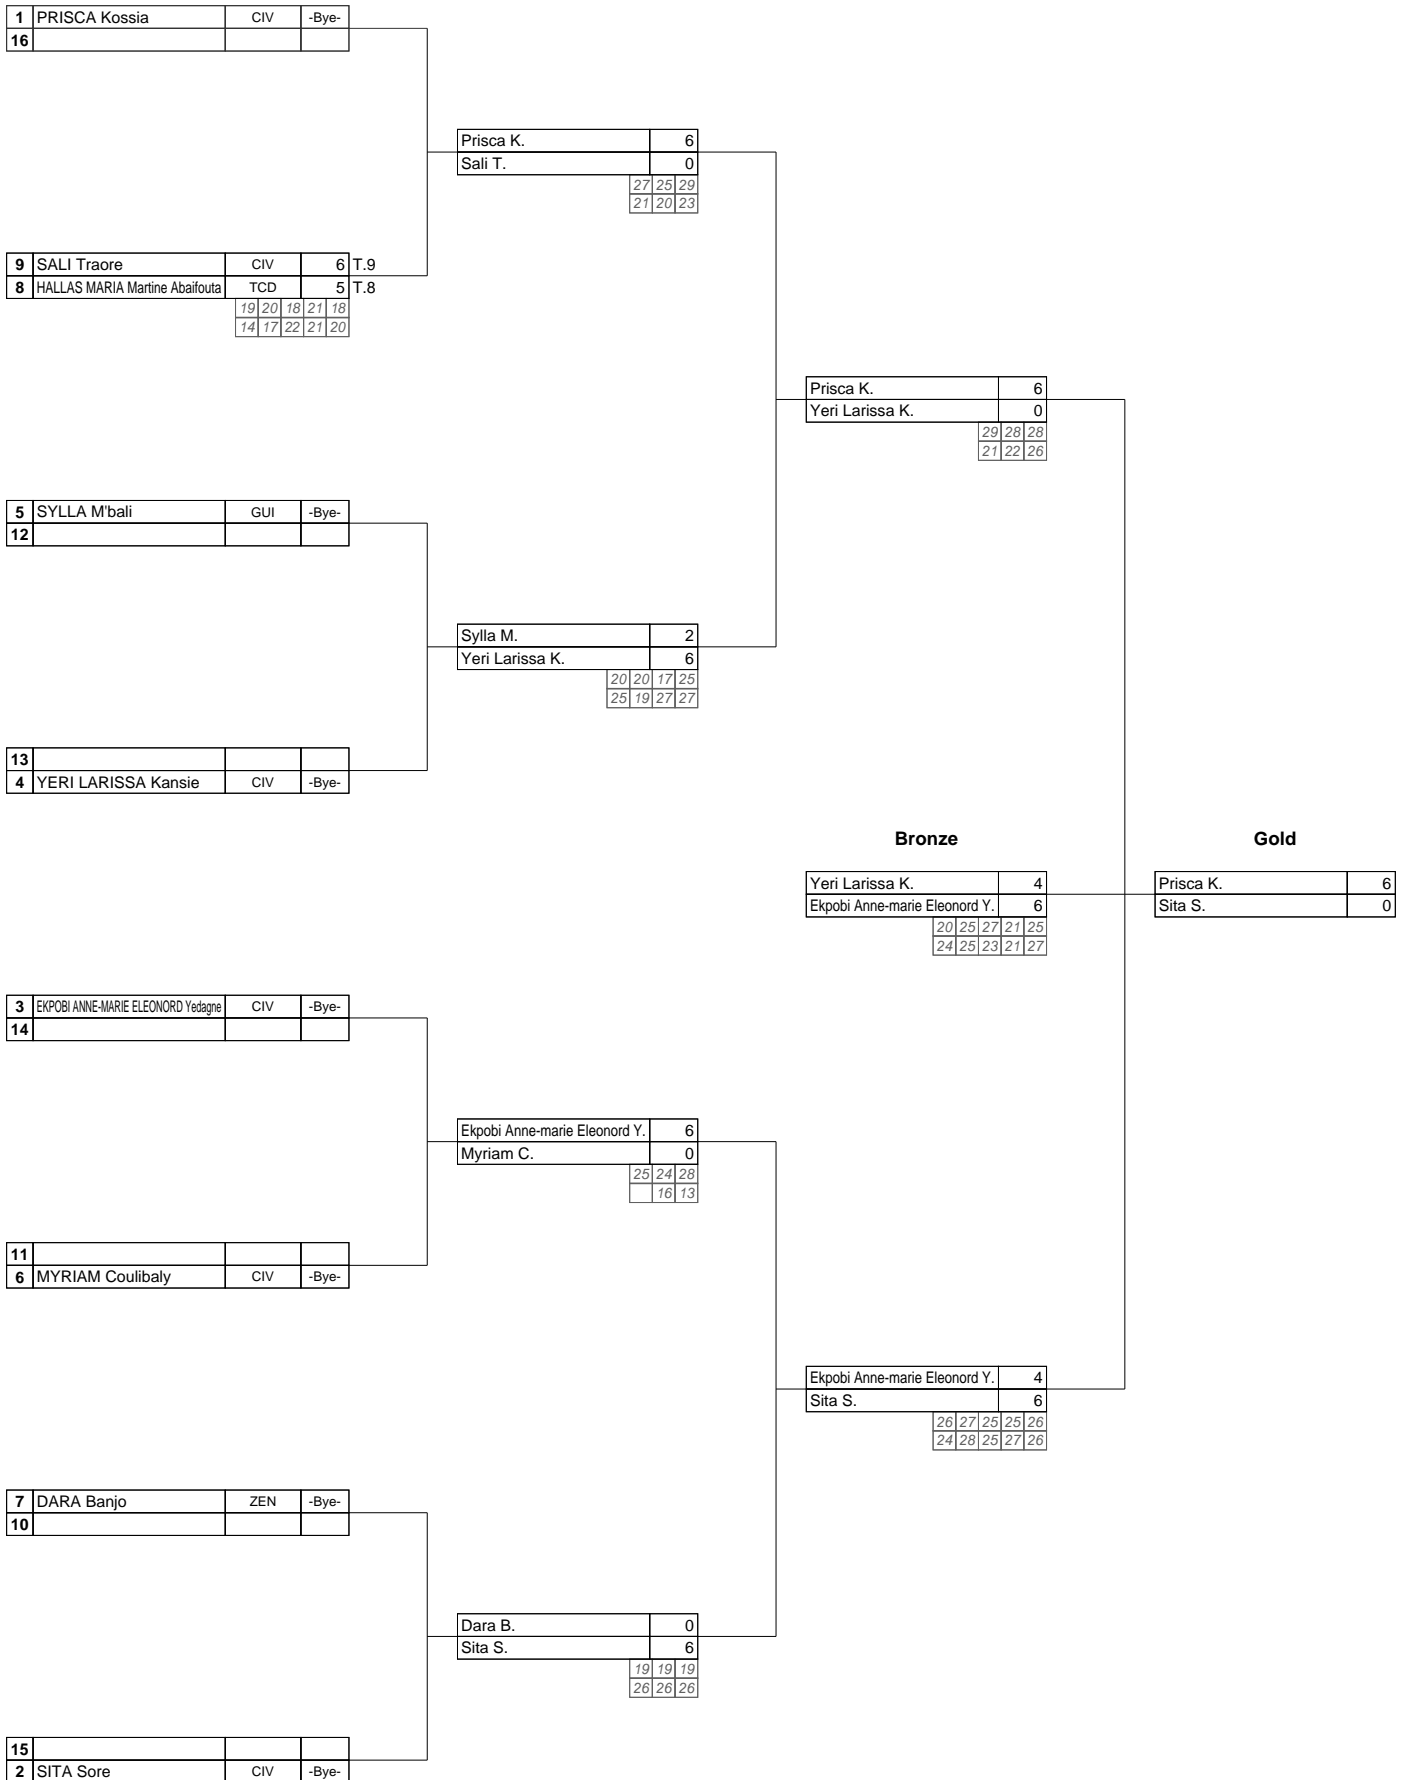 1 PRISCA Kossia CIV -Bye-
16
Prisca K. 6
Sali T. 0
27 25 29
21 20 23
9 SALI Traore CIV 6 T.9
8 HALLAS MARIA Martine Abaifouta TCD 5 T.8
19 20 18 21 18
14 17 22 21 20
Prisca K. 6
Yeri Larissa K. 0
29 28 28
21 22 26
5 SYLLA M'bali GUI -Bye-
12
Sylla M. 2
Yeri Larissa K. 6
20 20 17 25
25 19 27 27
13
4 YERI LARISSA Kansie CIV -Bye-
Bronze Gold
Yeri Larissa K. 4 Prisca K. 6
Ekpobi Anne-marie Eleonord Y. 6 Sita S. 0
20 25 27 21 25
24 25 23 21 27
3 EKPOBI ANNE-MARIE ELEONORD Yedagne CIV -Bye-
14
Ekpobi Anne-marie Eleonord Y. 6
Myriam C. 0
25 24 28
16 13
11
6 MYRIAM Coulibaly CIV -Bye-
Ekpobi Anne-marie Eleonord Y. 4
Sita S. 6
26 27 25 25 26
24 28 25 27 26
7 DARA Banjo ZEN -Bye-
10
Dara B. 0
Sita S. 6
19 19 19
26 26 26
15
2 SITA Sore CIV -Bye-